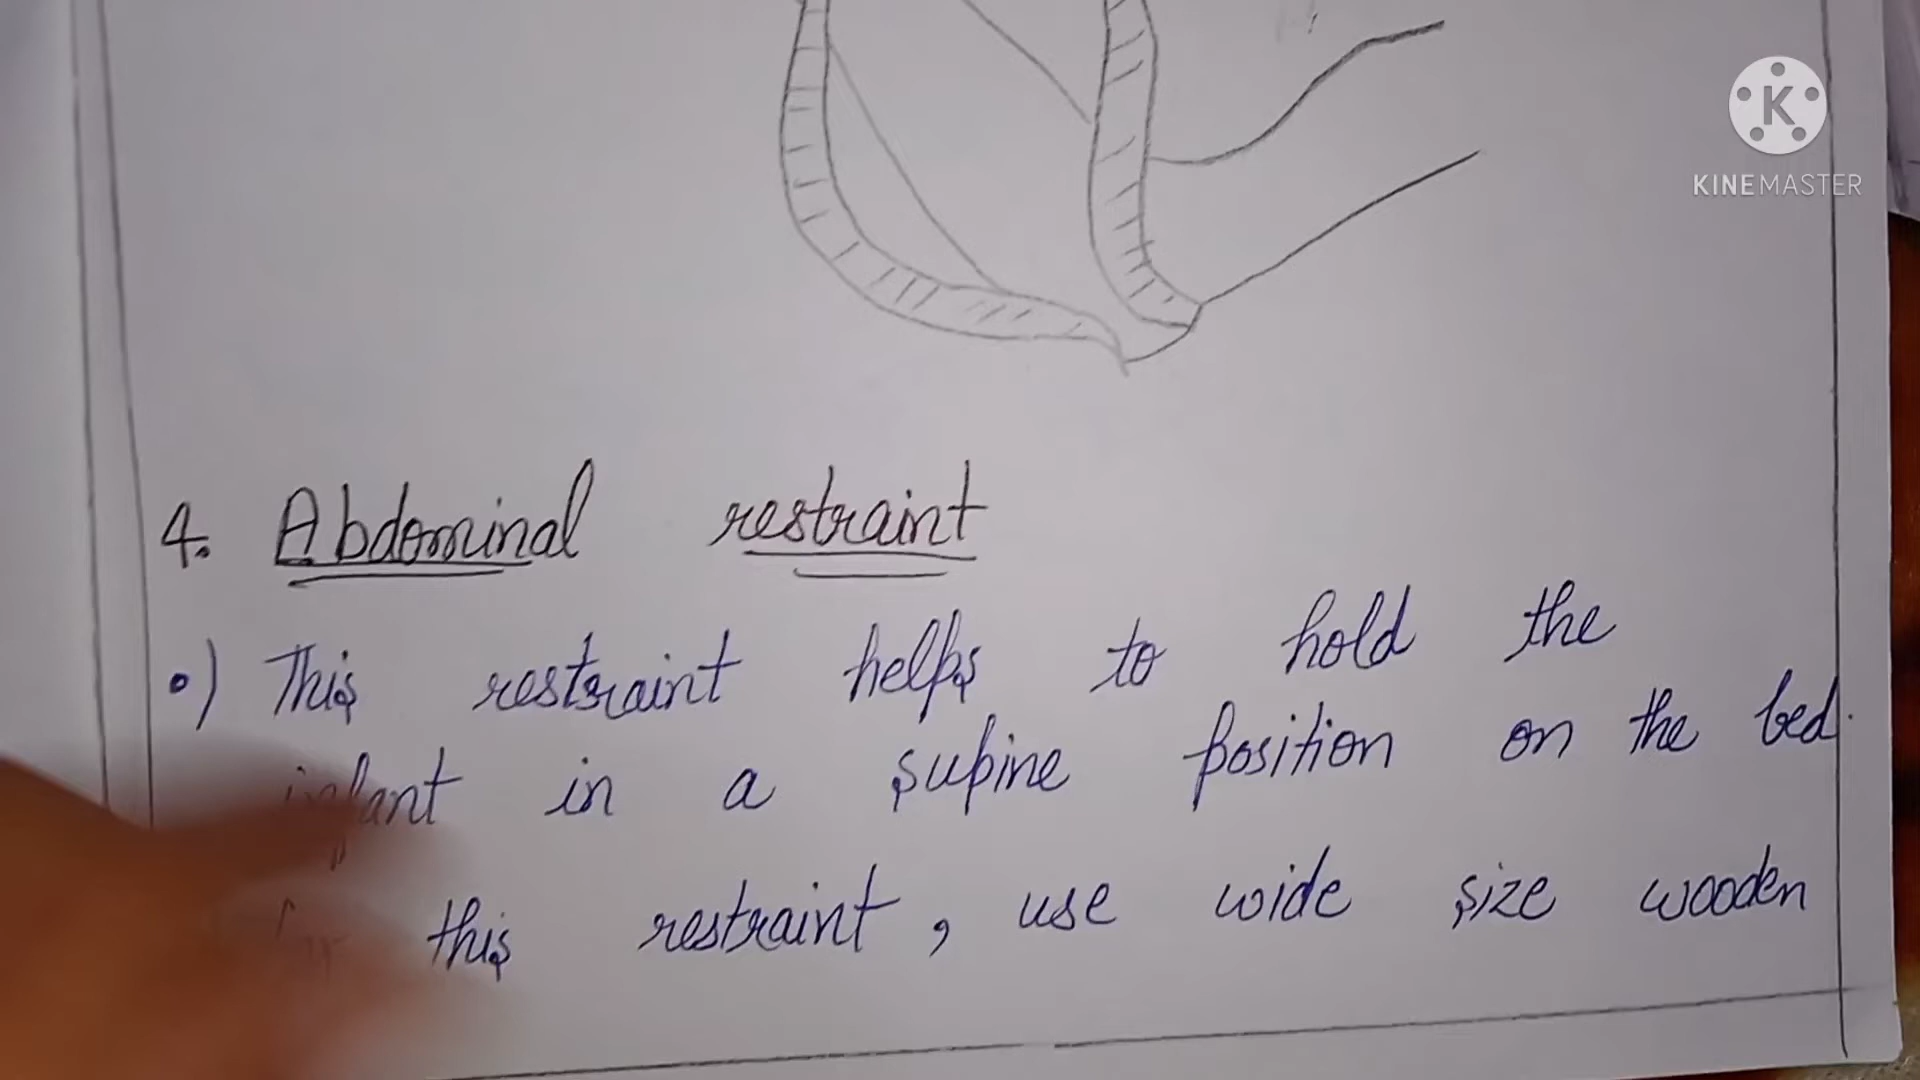 KINEMASTER
4. Abdominal restraint
•) This restraint helps to hold the
infant in a supine position on the bed.
this restraint, use wide size wooden